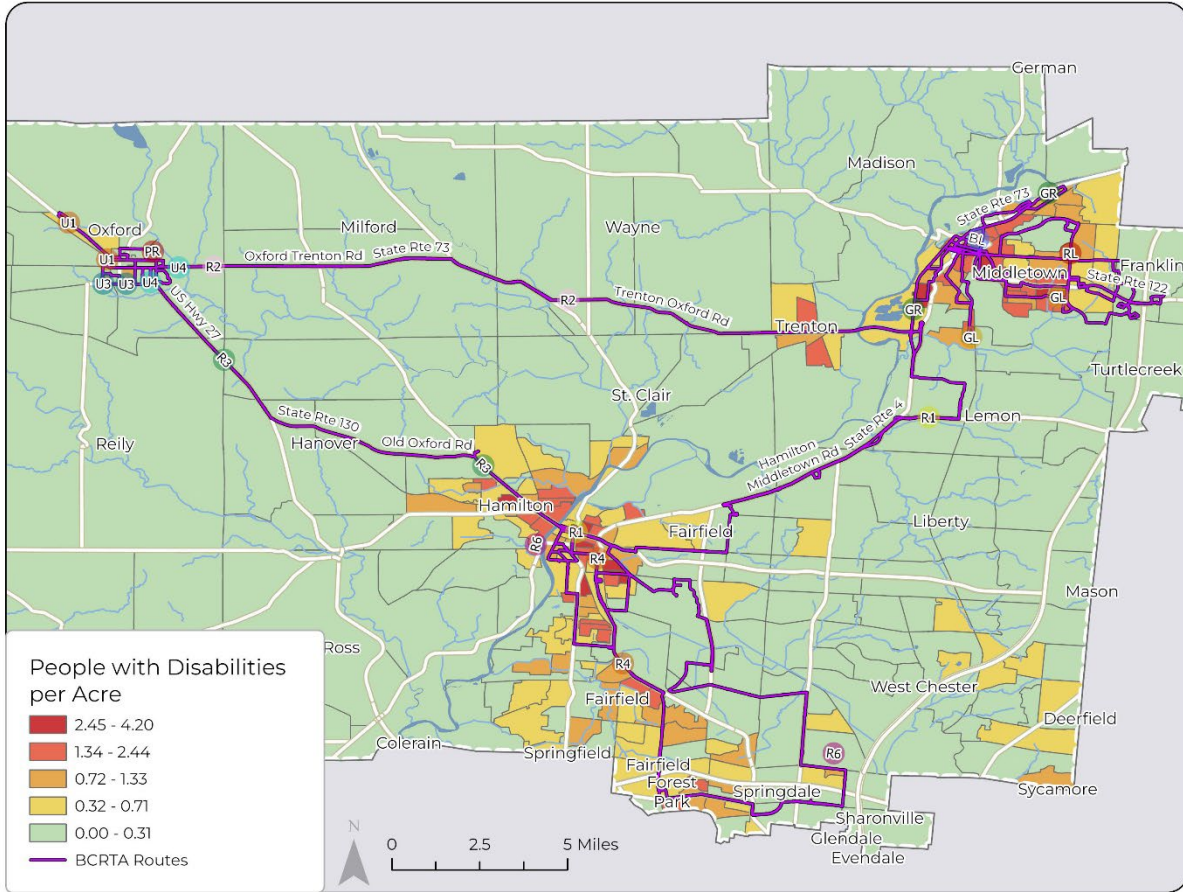 German
Madison
State Rte 73
GR
U1
Oxford
Milford
Wayne
BL
U1
PR
U4
R2
Oxford Trenton Rd
State Rte 73
RL
Franklin
Middletown
State Rte 122
U3
U3
U4
R2
Trenton Oxford Rd
GL
GR
US Hwy 27
Trenton
GL
R3
Turtlecreek
St. Clair
State Rte 130
R1
Lemon
Reily
Hanover
Old Oxford Rd
Hamilton
Middletown Rd
State Rte 4
R3
Hamilton
Liberty
R1
Fairfield
R6
R4
Mason
Ross
R4
West Chester
Fairfield
Deerfield
Colerain
Springfield
R6
Fairfield
Forest
Park
Springdale
Sycamore
Sharonville
Glendale
Evendale
People with Disabilities
per Acre
2.45 - 4.20
1.34 - 2.44
0.72 - 1.33
0.32 - 0.71
0.00 - 0.31
BCRTA Routes
N
0 2.5 5 Miles